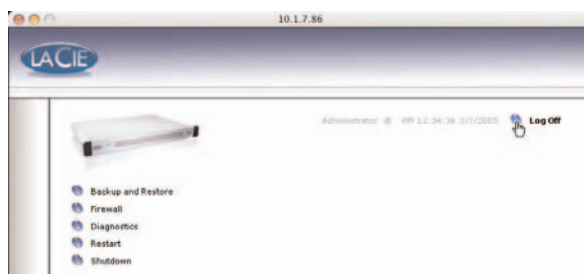 10.1.7.86
LACIE
Administrator @ PM 12:34:36 3/7/2005 Log Off
Backup and Restore
Firewall
Diagnostics
Restart
Shutdown